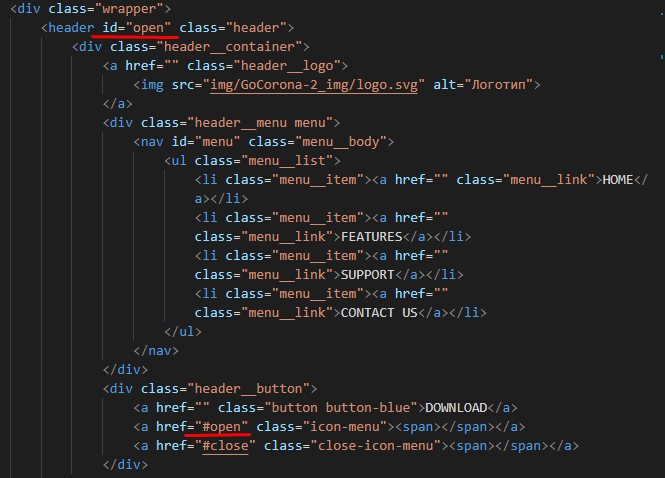 <div class="wrapper">
<header id="open" class="header">
<div class="header__container">
<a href="" class="header__logo">
<img src="img/GoCorona-2_img/logo.svg" alt="Логотип">
</a>
<div class="header__menu menu">
<nav id="menu" class="menu__body">
<ul class="menu__list">
<li class="menu__item"><a href="" class="menu__link">HOME</
a></li>
<li class="menu__item"><a href=""
class="menu__link">FEATURES</a></li>
<li class="menu__item"><a href=""
class="menu__link">SUPPORT</a></li>
<li class="menu__item"><a href=""
class="menu__link">CONTACT US</a></li>
</ul>
</nav>
</div>
<div class="header__button">
<a href="" class="button button-blue">DOWNLOAD</a>
<a href="#open" class="icon-menu"><span></span></a>
<a href="#close" class="close-icon-menu"><span></span></a>
</div>